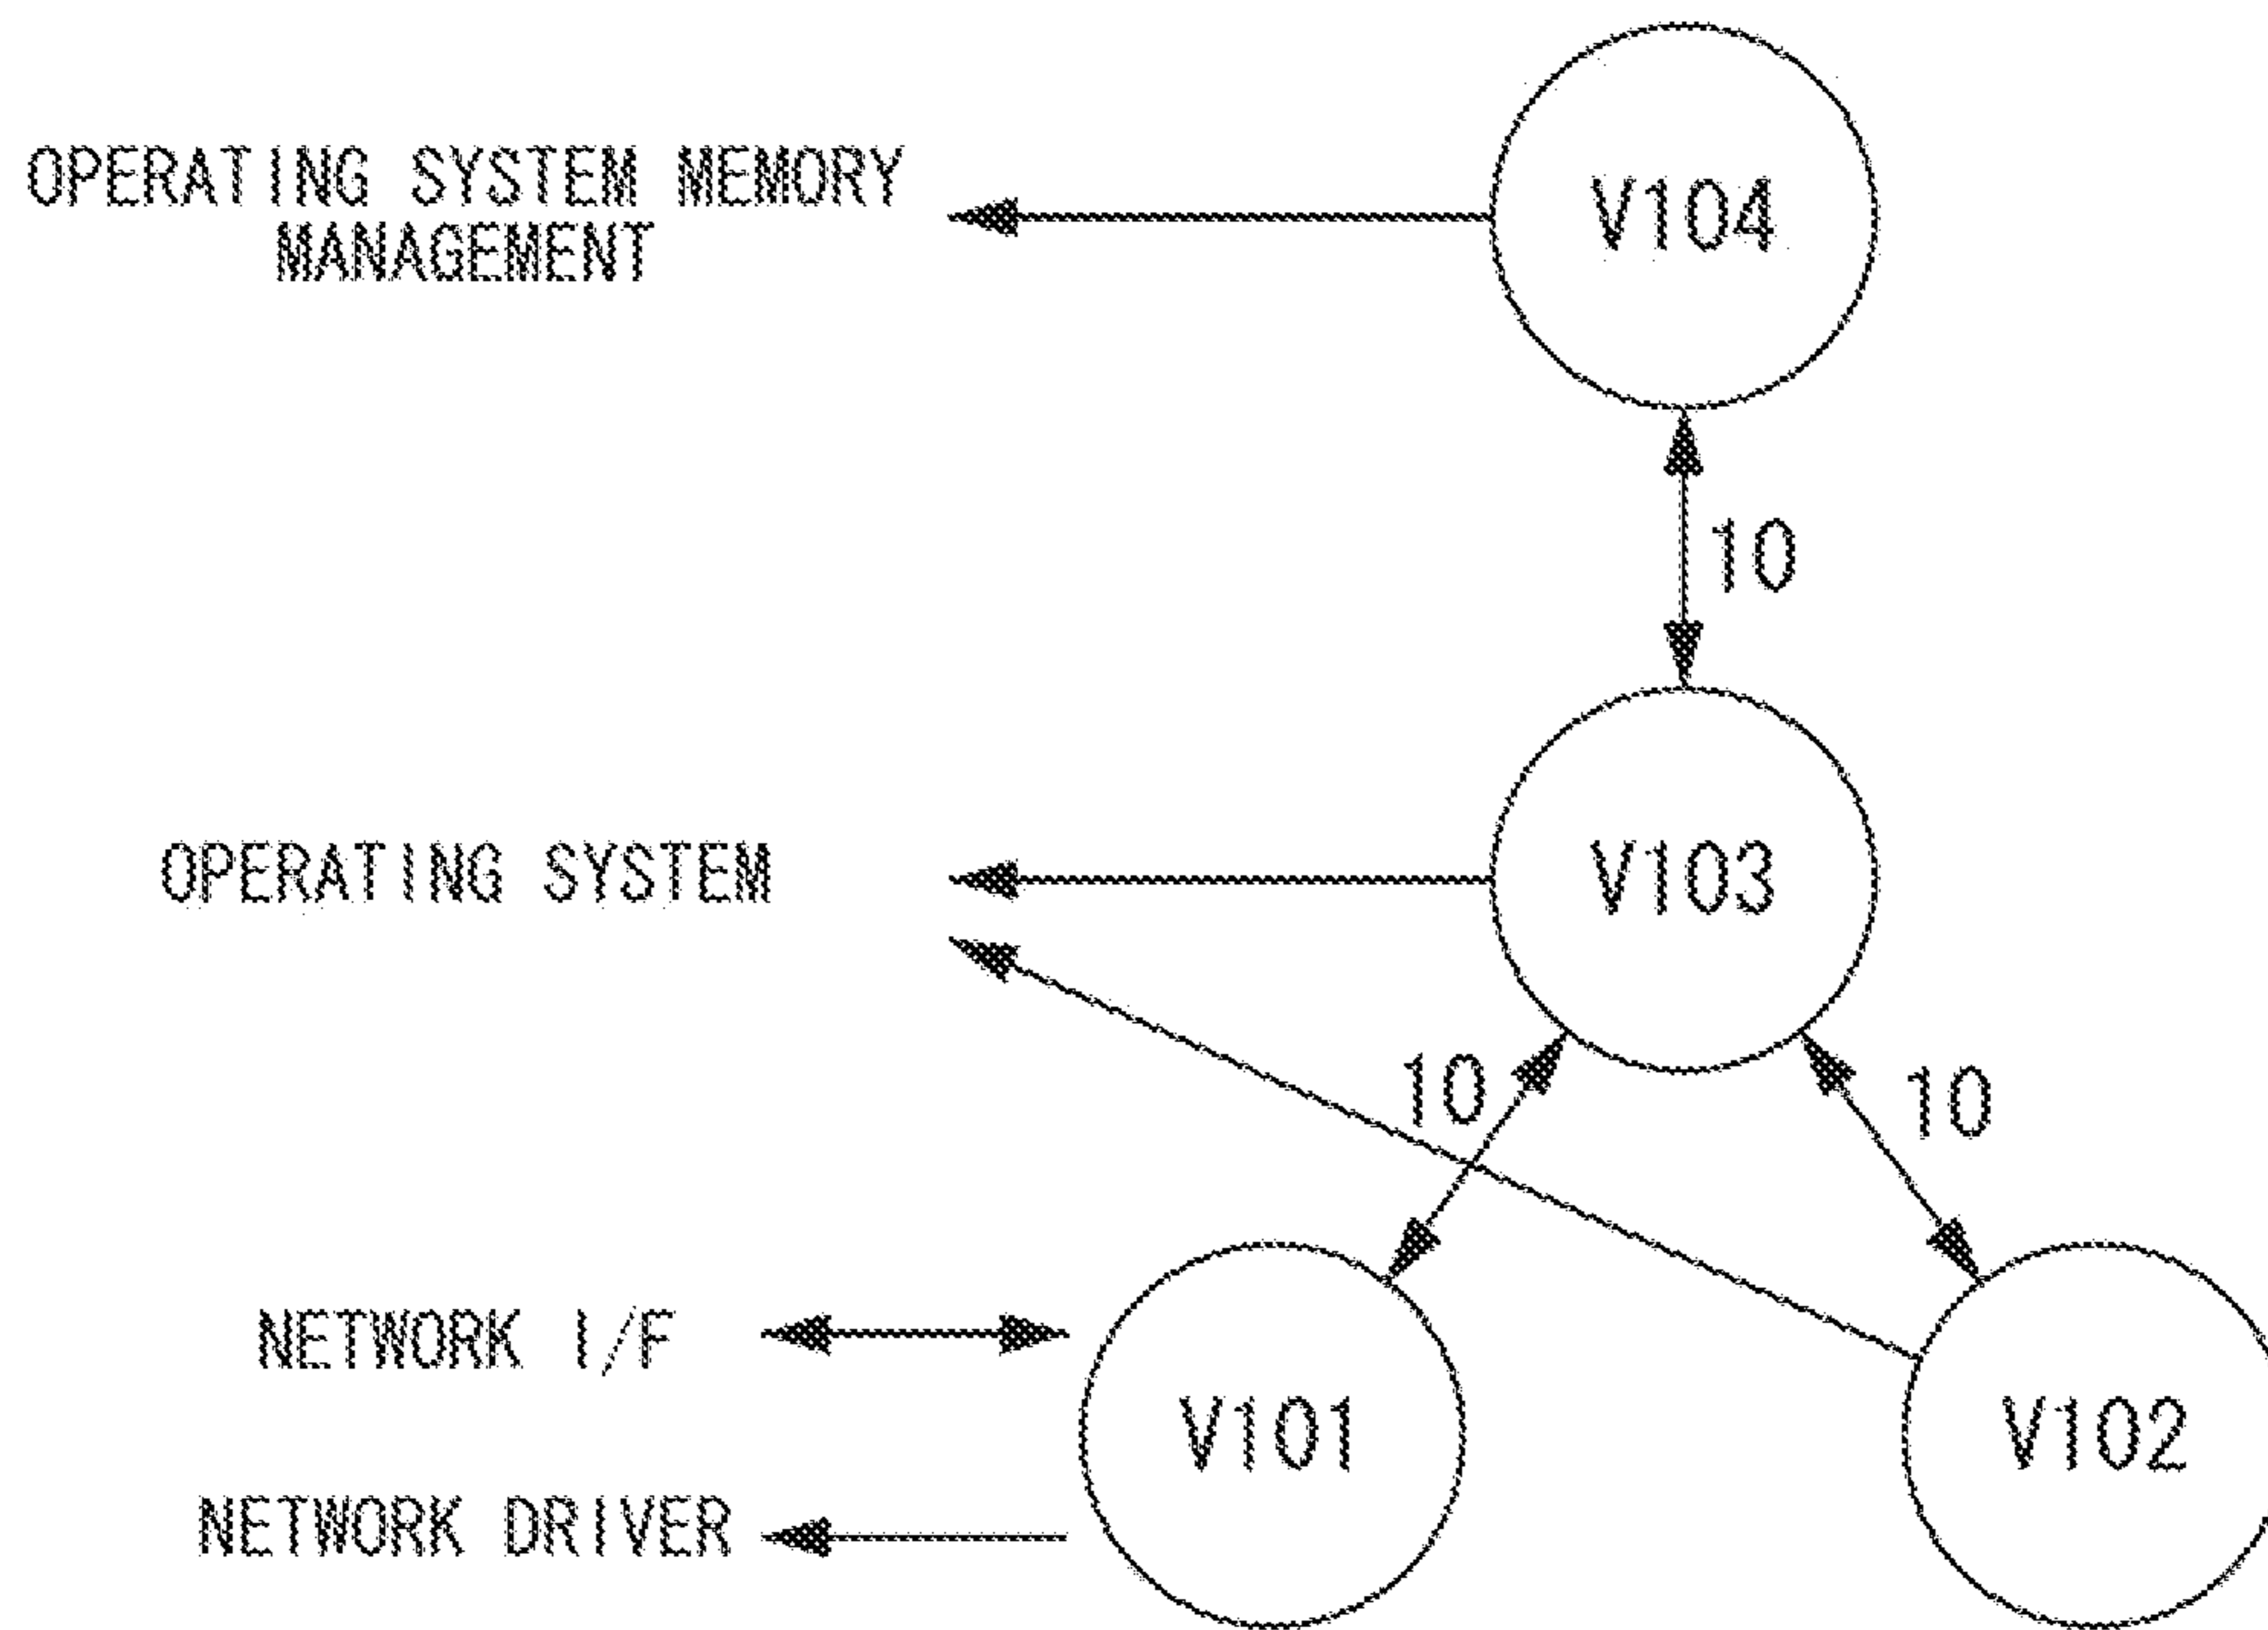 OPERATING SYSTEM MEMORY
MANAGEMENT
V104
10
OPERATING SYSTEM
V103
10
10
NETWORK I/F
V101
V102
NETWORK DRIVER